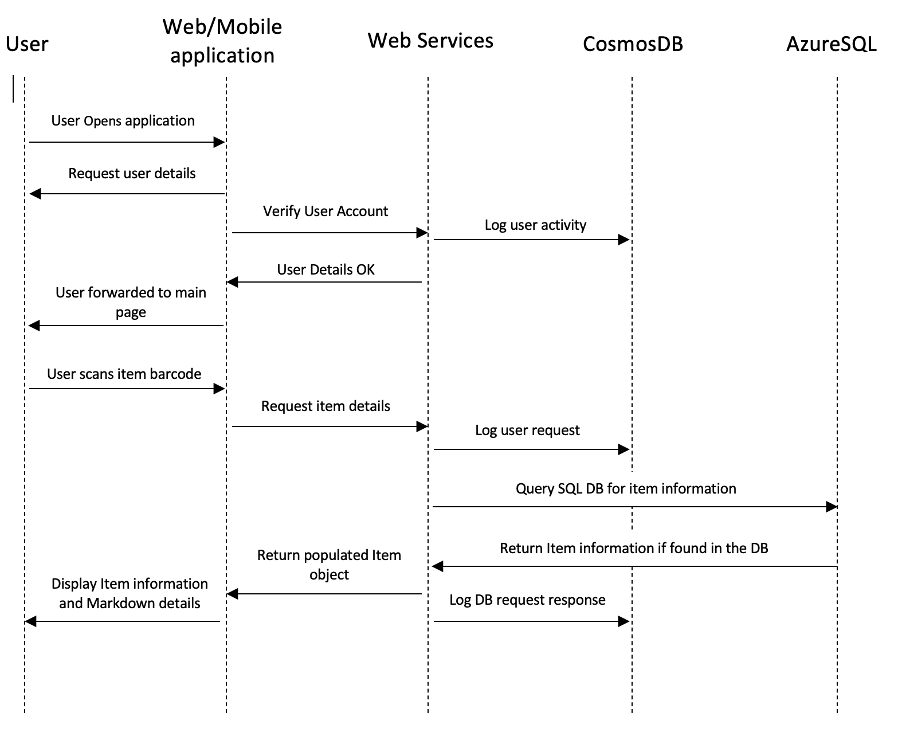 User
Web/Mobile
application
Web Services
CosmosDB
AzureSQL
User Opens application
Request user details
Verify User Account
Log user activity
User Details OK
User forwarded to main
page
User scans item barcode
Request item details
Log user request
Query SQL DB for item information
Return Item information if found in the DB
Return populated Item
object
Display Item information
and Markdown details
Log DB request response